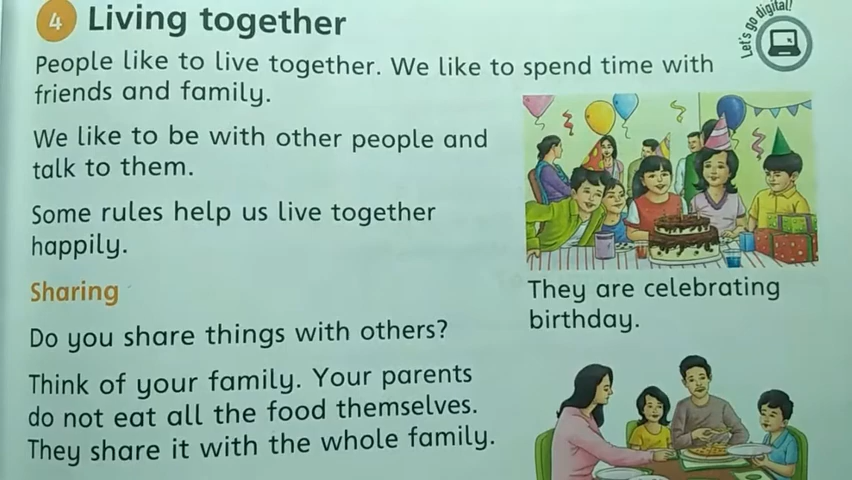 4 Living together
Let's go digital!
People like to live together. We like to spend time with
friends and family.
We like to be with other people and
talk to them.
Some rules help us live together
happily.
Sharing
Do you share things with others?
Think of your family. Your parents
do not eat all the food themselves.
They share it with the whole family.
They are celebrating
birthday.